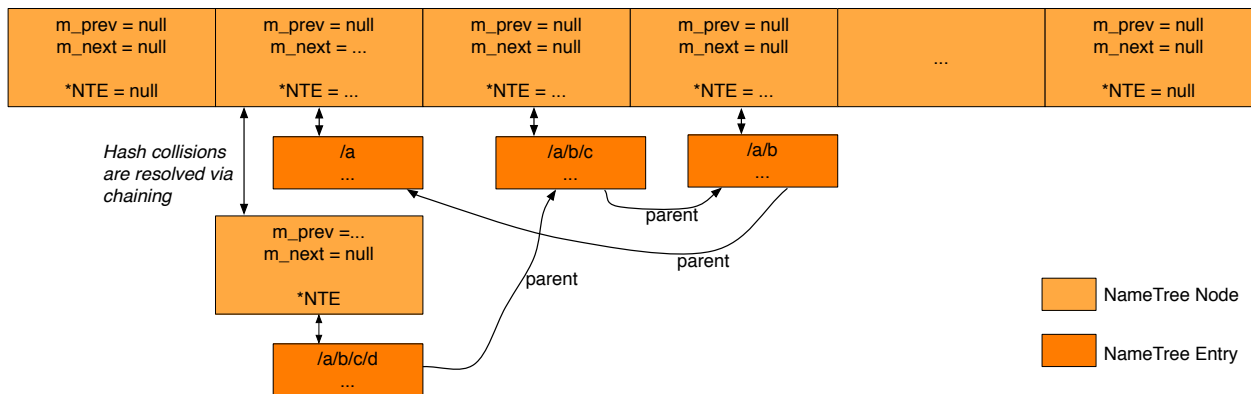 m_prev = null
m_next = null
*NTE = null
m_prev = null
m_next = ...
*NTE = ...
m_prev = null
m_next = null
*NTE = ...
m_prev = null
m_next = null
*NTE = ...
...
m_prev = null
m_next = null
*NTE = null
Hash collisions
are resolved via
chaining
/a
...
/a/b/c
...
/a/b
...
parent
parent
parent
m_prev =...
m_next = null
*NTE
/a/b/c/d
...
NameTree Node
NameTree Entry